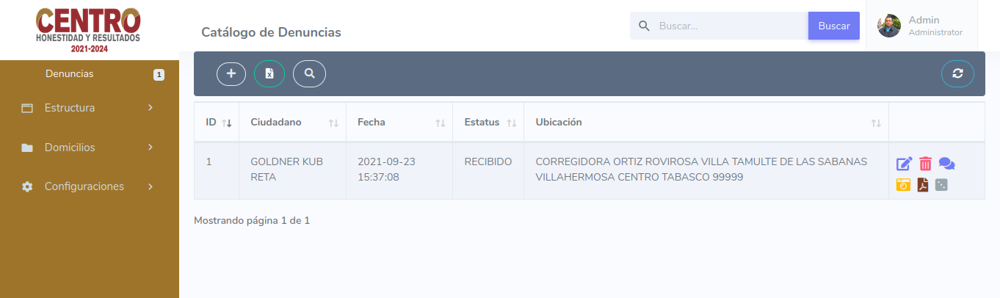 CENTRO
HONESTIDAD Y RESULTADOS
2021-2024
Catálogo de Denuncias
Buscar...
Buscar
Admin
Administrator
Denuncias
1
Estructura
Domicilios
Configuraciones
ID
Ciudadano
Fecha
Estatus
Ubicación
1
GOLDNER KUB
RETA
2021-09-23
15:37:08
RECIBIDO
CORREGIDORA ORTIZ ROVIROSA VILLA TAMULTE DE LAS SABANAS
VILLAHERMOSA CENTRO TABASCO 99999
Mostrando página 1 de 1